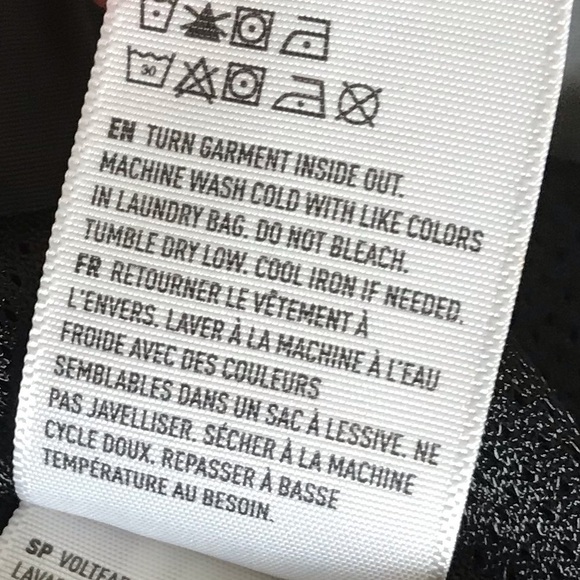 30
EN TURN GARMENT INSIDE OUT.
MACHINE WASH COLD WITH LIKE COLORS
IN LAUNDRY BAG. DO NOT BLEACH.
TUMBLE DRY LOW. COOL IRON IF NEEDED.
FR RETOURNER LE VÊTEMENT À
L'ENVERS. LAVER À LA MACHINE À L'EAU
FROIDE AVEC DES COULEURS
SEMBLABLES DANS UN SAC À LESSIVE. NE
PAS JAVELLISER. SÉCHER À LA MACHINE
CYCLE DOUX. REPASSER À BASSE
TEMPÉRATURE AU BESOIN.
SP